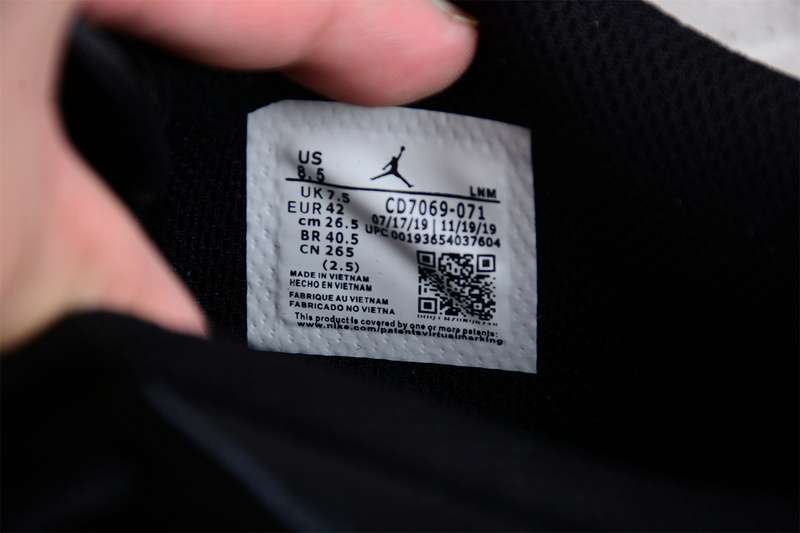 US
8.5
LNM
UK 7.5
CD7069-071
EUR 42
07/17/19 | 11/19/19
cm 26.5
UPC 00193654037604
BR 40.5
CN 265
(2.5)
MADE IN VIETNAM
HECHO EN VIETNAM
FABRIQUE AU VIETNAM
FABRICADO NO VIETNA
This product is covered by one or more patents:
www.nike.com/patentsvirtualmarking